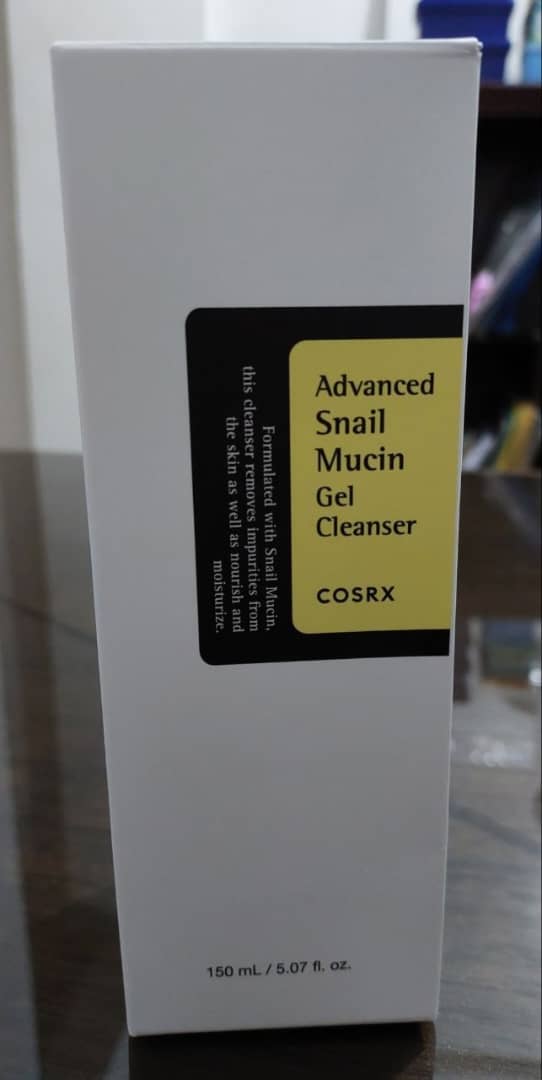 Advanced
Snail
Mucin
Gel
Cleanser
COSRX
Formulated with Snail Mucin,
this cleanser removes impurities from
the skin as well as nourish and
moisturize.
150 mL / 5.07 fl. oz.